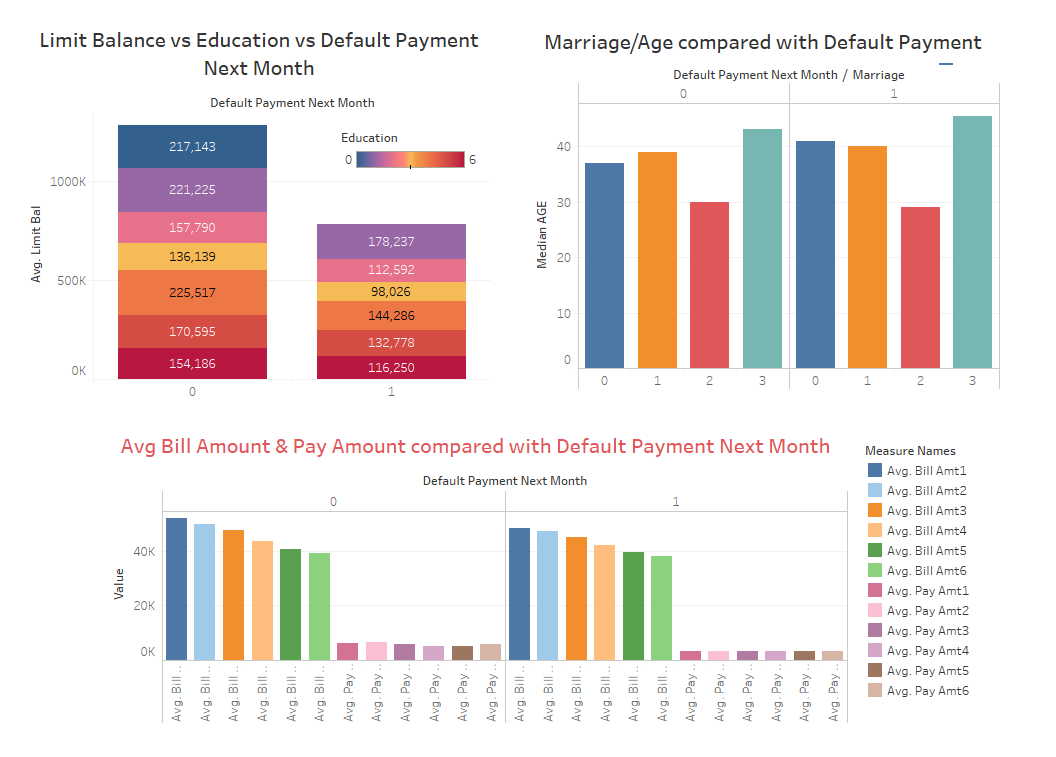 Limit Balance vs Education vs Default Payment
Next Month
Default Payment Next Month
Education
0
6
1000K
500K
0K
Avg. Limit Bal
217,143
221,225
157,790
136,139
225,517
170,595
154,186
178,237
112,592
98,026
144,286
132,778
116,250
0
1
Marriage/Age compared with Default Payment
Default Payment Next Month / Marriage
0
1
40
30
20
10
0
Median AGE
0 1 2 3 0 1 2 3
Avg Bill Amount & Pay Amount compared with Default Payment Next Month
Default Payment Next Month
0
1
40K
20K
0K
Value
Avg. Bill ..
Avg. Bill ..
Avg. Bill ..
Avg. Bill ..
Avg. Bill ..
Avg. Bill ..
Avg. Pay ..
Avg. Pay ..
Avg. Pay ..
Avg. Pay ..
Avg. Pay ..
Avg. Pay ..
Avg. Bill ..
Avg. Bill ..
Avg. Bill ..
Avg. Bill ..
Avg. Bill ..
Avg. Bill ..
Avg. Pay ..
Avg. Pay ..
Avg. Pay ..
Avg. Pay ..
Avg. Pay ..
Avg. Pay ..
Measure Names
Avg. Bill Amt1
Avg. Bill Amt2
Avg. Bill Amt3
Avg. Bill Amt4
Avg. Bill Amt5
Avg. Bill Amt6
Avg. Pay Amt1
Avg. Pay Amt2
Avg. Pay Amt3
Avg. Pay Amt4
Avg. Pay Amt5
Avg. Pay Amt6